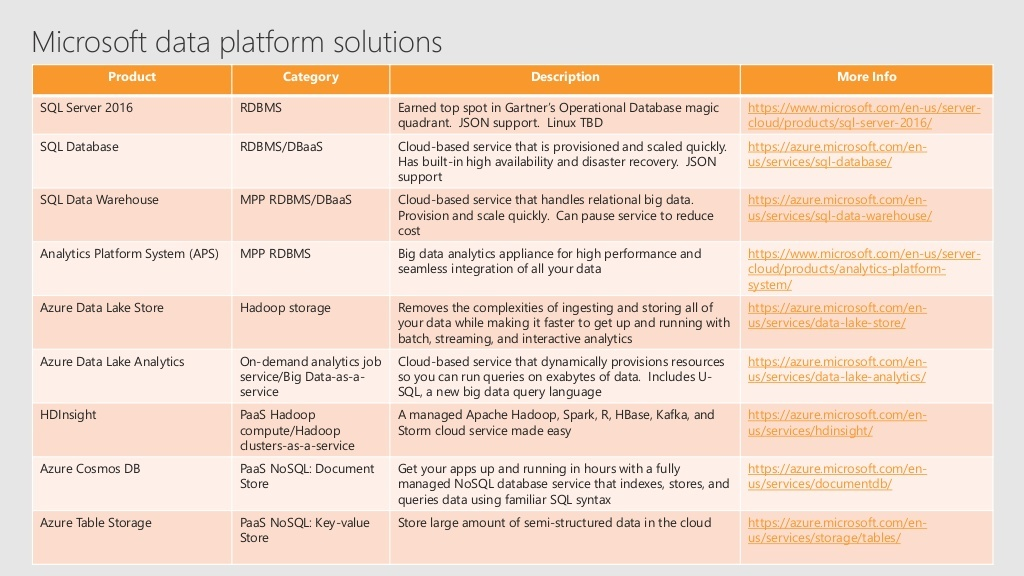 Microsoft data platform solutions
Product Category Description More Info
SQL Server 2016 RDBMS Earned top spot in Gartner's Operational Database magic https://www.microsoft.com/en-us/server-
quadrant. JSON support. Linux TBD cloud/products/sql-server-2016/
SQL Database RDBMS/DBaaS Cloud-based service that is provisioned and scaled quickly. https://azure.microsoft.com/en-
Has built-in high availability and disaster recovery. JSON us/services/sql-database/
support
SQL Data Warehouse MPP RDBMS/DBaaS Cloud-based service that handles relational big data. https://azure.microsoft.com/en-
Provision and scale quickly. Can pause service to reduce us/services/sql-data-warehouse/
cost
Analytics Platform System (APS) MPP RDBMS Big data analytics appliance for high performance and https://www.microsoft.com/en-us/server-
seamless integration of all your data cloud/products/analytics-platform-
system/
Azure Data Lake Store Hadoop storage Removes the complexities of ingesting and storing all of https://azure.microsoft.com/en-
your data while making it faster to get up and running with us/services/data-lake-store/
batch, streaming, and interactive analytics
Azure Data Lake Analytics On-demand analytics job Cloud-based service that dynamically provisions resources https://azure.microsoft.com/en-
service/Big Data-as-a- so you can run queries on exabytes of data. Includes U- us/services/data-lake-analytics/
service SQL, a new big data query language
HDInsight PaaS Hadoop A managed Apache Hadoop, Spark, R, HBase, Kafka, and https://azure.microsoft.com/en-
compute/Hadoop Storm cloud service made easy us/services/hdinsight/
clusters-as-a-service
Azure Cosmos DB PaaS NoSQL: Document Get your apps up and running in hours with a fully https://azure.microsoft.com/en-
Store managed NoSQL database service that indexes, stores, and us/services/documentdb/
queries data using familiar SQL syntax
Azure Table Storage PaaS NoSQL: Key-value Store large amount of semi-structured data in the cloud https://azure.microsoft.com/en-
Store us/services/storage/tables/